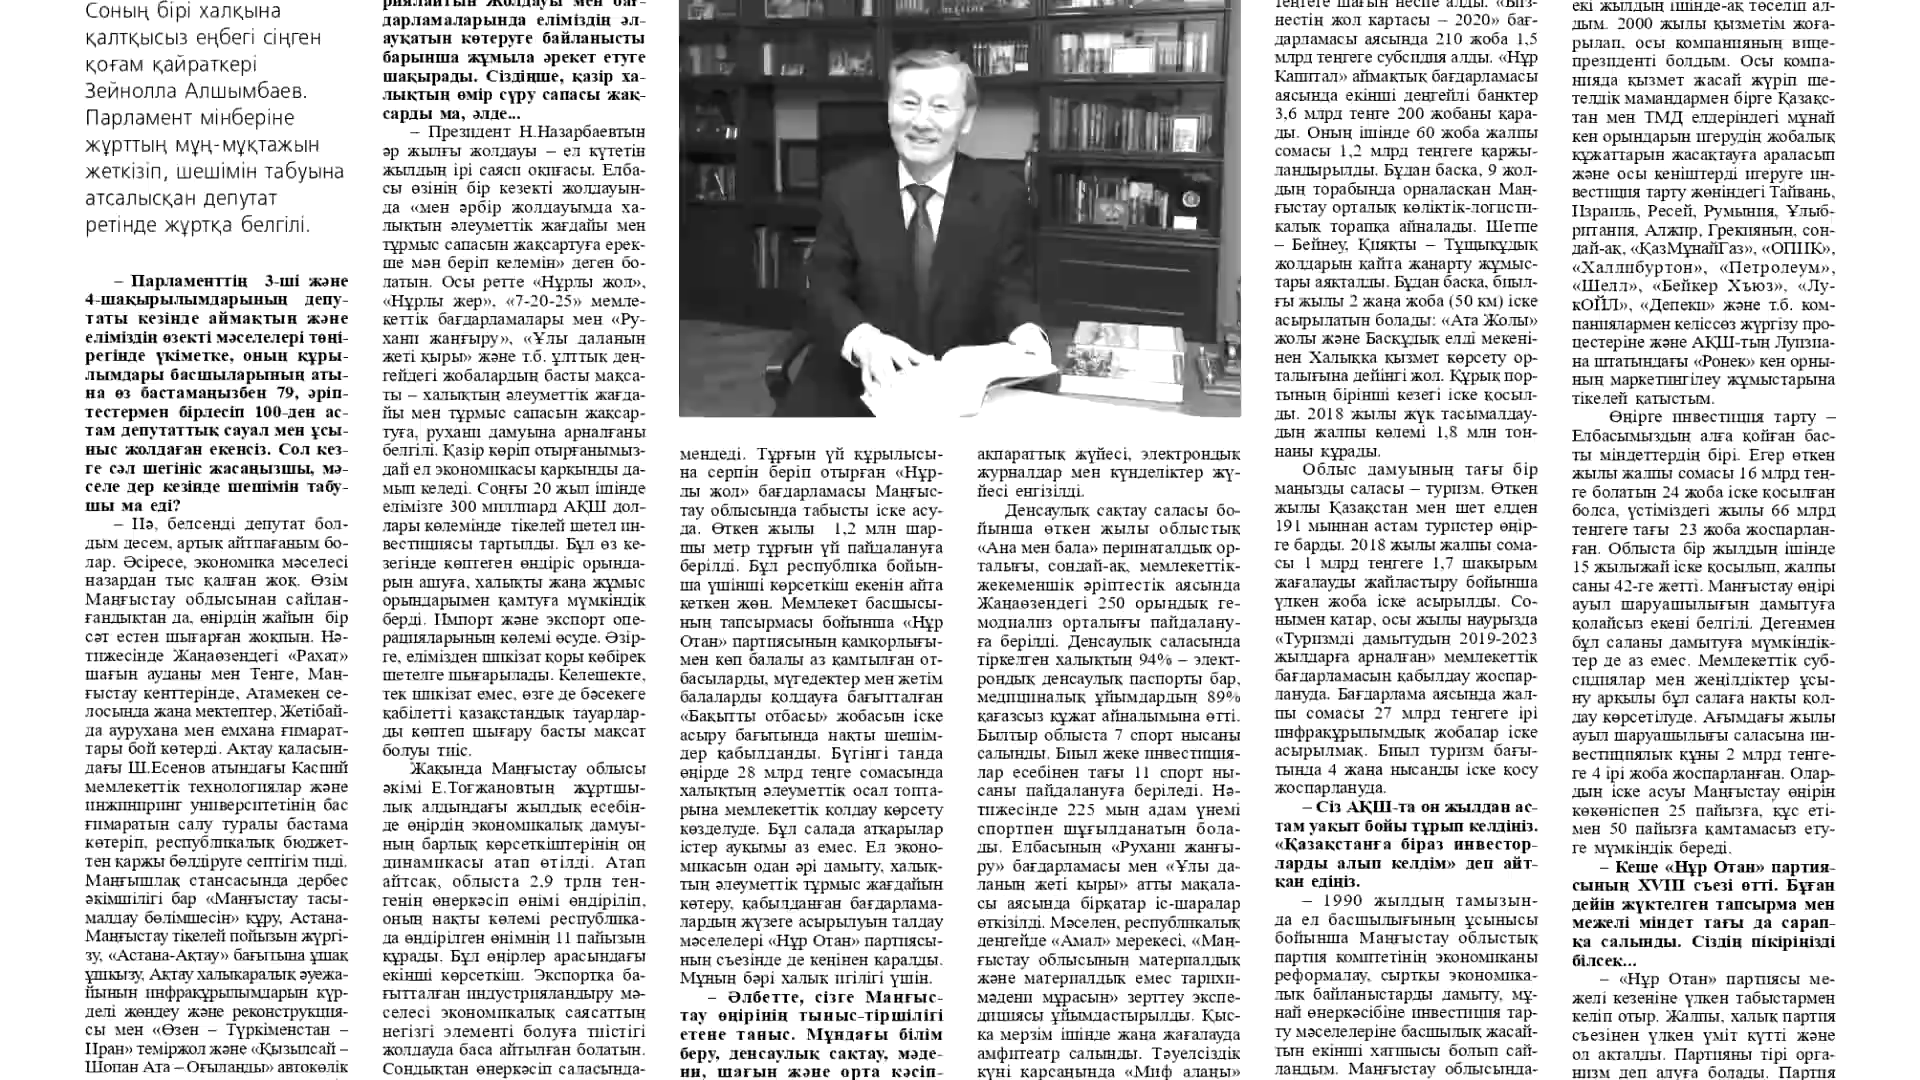 Соның бірі халқына
қалтқысыз еңбегі сіңген
қоғам қайраткері
Зейнолла Алшымбаев.
Парламент мінберіне
жұрттың мұң-мұқтажын
жеткізіп, шешімін табуына
атсалысқан депутат
ретінде жұртқа белгілі.
– Парламенттің 3-ші және
4-шақырылымдарының депу-
таты кезінде аймақтың және
еліміздің өзекті мәселелері төңі-
регінде үкіметке, оның құры-
лымдары басшыларының аты-
на өз бастамаңызбен 79, әріп-
тестермен бірлесіп 100-ден ас-
там депутаттық сауал мен ұсы-
ныс жолдаған екенсіз. Сол кез-
ге сәл шегініс жасаңызшы, мә-
селе дер кезінде шешімін табу-
шы ма еді?
– Иә, белсенді депутат бол-
дым десем, артық айтпағаным бо-
лар. Әсіресе, экономика мәселесі
назардан тыс қалған жоқ. Өзім
Маңғыстау облысынан сайлан-
ғандықтан да, өңірдің жайын бір
сәт естен шығарған жоқпын. Нә-
тижесінде Жаңаөзендегі «Рахат»
шағын ауданы мен Теңге, Маң-
ғыстау кенттерінде, Атамекен се-
лосында жаңа мектептер, Жетібай-
да аурухана мен емхана ғимарат-
тары бой көтерді. Ақтау қаласын-
дағы Ш.Есенов атындағы Каспий
мемлекеттік технологиялар және
инжиниринг университетінің бас
ғимаратын салу туралы бастама
көтеріп, республикалық бюджет-
тен қаржы бөлдіруге септігім тиді.
Маңғышлақ стансасында дербес
әкімшілігі бар «Маңғыстау тасы-
малдау бөлімшесін» құру, Астана-
Маңғыстау тікелей пойызын жүргі-
зу, «Астана-Ақтау» бағытына ұшақ
ұшқызу, Ақтау халықаралық әуежа-
йының инфрақұрылымдарын күр-
делі жөндеу және реконструкция-
сы мен «Өзен – Түркіменстан –
Иран» теміржол және «Қызылсай –
Шопан Ата – Оғыланды» автокөлік
риялайтын Жолдауы мен бағ-
дарламаларында еліміздің әл-
ауқатын көтеруге байланысты
барынша жұмыла әрекет етуге
шақырады. Сіздіңше, қазір ха-
лықтың өмір сүру сапасы жақ-
сарды ма, әлде...
– Президент Н.Назарбаевтың
әр жылғы жолдауы – ел күтетін
жылдың ірі саяси оқиғасы. Елба-
сы өзінің бір кезекті жолдауын-
да «мен әрбір жолдауымда ха-
лықтың әлеуметтік жағдайы мен
тұрмыс сапасын жақсартуға ерек-
ше мән беріп келемін» деген бо-
латын. Осы ретте «Нұрлы жол»,
«Нұрлы жер», «7-20-25» мемле-
кеттік бағдарламалары мен «Ру-
хани жаңғыру», «Ұлы даланың
жеті қыры» және т.б. ұлттық дең-
гейдегі жобалардың басты мақса-
ты – халықтың әлеуметтік жағда-
йы мен тұрмыс сапасын жақсар-
туға, рухани дамуына арналғаны
белгілі. Қазір көріп отырғанымыз-
дай ел экономикасы қарқынды да-
мып келеді. Соңғы 20 жыл ішінде
елімізге 300 миллиард АҚШ дол-
лары көлемінде тікелей шетел ин-
вестициясы тартылды. Бұл өз ке-
зегінде көптеген өндіріс орында-
рын ашуға, халықты жаңа жұмыс
орындарымен қамтуға мүмкіндік
берді. Импорт және экспорт опе-
рацияларының көлемі өсуде. Әзір-
ге, елімізден шикізат қоры көбірек
шетелге шығарылады. Келешекте,
тек шикізат емес, өзге де бәсекеге
қабілетті қазақстандық тауарлар-
ды көптеп шығару басты мақсат
болуы тиіс.
Жақында Маңғыстау облысы
әкімі Е.Тоғжановтың жұртшы-
лық алдындағы жылдық есебін-
де өңірдің экономикалық дамуы-
ның барлық көрсеткіштерінің оң
динамикасы атап өтілді. Атап
айтсақ, облыста 2,9 трлн тең-
генің өнеркәсіп өнімі өндіріліп,
оның нақты көлемі республика-
да өндірілген өнімнің 11 пайызын
құрады. Бұл өңірлер арасындағы
екінші көрсеткіш. Экспортқа ба-
ғытталған индустрияландыру мә-
селесі экономикалық саясаттың
негізгі элементі болуға тиістігі
жолдауда баса айтылған болатын.
Сондықтан өнеркәсіп саласында-
мендеді. Тұрғын үй құрылысы-
на серпін беріп отырған «Нұр-
лы жол» бағдарламасы Маңғыс-
тау облысында табысты іске асу-
да. Өткен жылы 1,2 млн шар-
шы метр тұрғын үй пайдалануға
берілді. Бұл республика бойын-
ша үшінші көрсеткіш екенін айта
кеткен жөн. Мемлекет басшысы-
ның тапсырмасы бойынша «Нұр
Отан» партиясының қамқорлығы-
мен көп балалы аз қамтылған от-
басыларды, мүгедектер мен жетім
балаларды қолдауға бағытталған
«Бақытты отбасы» жобасын іске
асыру бағытында нақты шешім-
дер қабылданды. Бүгінгі таңда
өңірде 28 млрд теңге сомасында
халықтың әлеуметтік осал топта-
рына мемлекеттік қолдау көрсету
көзделуде. Бұл салада атқарылар
істер ауқымы аз емес. Ел эконо-
микасын одан әрі дамыту, халық-
тың әлеуметтік тұрмыс жағдайын
көтеру, қабылданған бағдарлама-
лардың жүзеге асырылуын талдау
мәселелері «Нұр Отан» партиясы-
ның съезінде де кеңінен қаралды.
Мұның бәрі халық игілігі үшін.
– Әлбетте, сізге Маңғыс-
тау өңірінің тыныс-тіршілігі
етене таныс. Мұндағы білім
беру, денсаулық сақтау, мәде-
ни, шағын және орта кәсіп-
ақпараттық жүйесі, электрондық
журналдар мен күнделіктер жү-
йесі енгізілді.
Денсаулық сақтау саласы бо-
йынша өткен жылы облыстық
«Ана мен бала» перинаталдық ор-
талығы, сондай-ақ, мемлекеттік-
жекеменшік әріптестік аясында
Жаңаөзендегі 250 орындық ге-
модиализ орталығы пайдалану-
ға берілді. Денсаулық саласында
тіркелген халықтың 94% – элект-
рондық денсаулық паспорты бар,
медициналық ұйымдардың 89%
қағазсыз құжат айналымына өтті.
Былтыр облыста 7 спорт нысаны
салынды. Биыл жеке инвестиция-
лар есебінен тағы 11 спорт ны-
саны пайдалануға беріледі. Нә-
тижесінде 225 мың адам үнемі
спортпен шұғылданатын бола-
ды. Елбасының «Рухани жаңғы-
ру» бағдарламасы мен «Ұлы да-
ланың жеті қыры» атты мақала-
сы аясында бірқатар іс-шаралар
өткізілді. Мәселен, республикалық
деңгейде «Амал» мерекесі, «Маң-
ғыстау облысының материалдық
және материалдық емес тарихи-
мәдени мұрасын» зерттеу экспе-
дициясы ұйымдастырылды. Қыс-
қа мерзім ішінде жаңа жағалауда
амфитеатр салынды. Тәуелсіздік
күні қарсаңында «Миф алаңы»
теңгеге шағын несие алды. «Биз-
нестің жол картасы – 2020» бағ-
дарламасы аясында 210 жоба 1,5
млрд теңгеге субсидия алды. «Нұр
Капитал» аймақтық бағдарламасы
аясында екінші деңгейлі банктер
3,6 млрд теңге 200 жобаны қара-
ды. Оның ішінде 60 жоба жалпы
сомасы 1,2 млрд теңгеге қаржы-
ландырылды. Бұдан басқа, 9 жол-
дың торабында орналасқан Маң-
ғыстау орталық көліктік-логисти-
калық торапқа айналады. Шетпе
– Бейнеу, Қияқты – Тұщықұдық
жолдарын қайта жаңарту жұмыс-
тары аяқталды. Бұдан басқа, биыл-
ғы жылы 2 жаңа жоба (50 км) іске
асырылатын болады: «Ата Жолы»
жолы және Басқұдық елді мекені-
нен Халыққа қызмет көрсету ор-
талығына дейінгі жол. Құрық пор-
тының бірінші кезегі іске қосыл-
ды. 2018 жылы жүк тасымалдау-
дың жалпы көлемі 1,8 млн тон-
наны құрады.
Облыс дамуының тағы бір
маңызды саласы – туризм. Өткен
жылы Қазақстан мен шет елден
191 мыңнан астам туристер өңір-
ге барды. 2018 жылы жалпы сома-
сы 1 млрд теңгеге 1,7 шақырым
жағалауды жайластыру бойынша
үлкен жоба іске асырылды. Со-
нымен қатар, осы жылы наурызда
«Туризмді дамытудың 2019-2023
жылдарға арналған» мемлекеттік
бағдарламасын қабылдау жоспар-
лануда. Бағдарлама аясында жал-
пы сомасы 27 млрд теңгеге ірі
инфрақұрылымдық жобалар іске
асырылмақ. Биыл туризм бағы-
тында 4 жаңа нысанды іске қосу
жоспарлануда.
– Сіз АҚШ-та он жылдан ас-
там уақыт бойы тұрып келдіңіз.
«Қазақстанға біраз инвестор-
ларды алып келдім» деп айт-
қан едіңіз.
– 1990 жылдың тамызын-
да ел басшылығының ұсынысы
бойынша Маңғыстау облыстық
партия комитетінің экономиканы
реформалау, сыртқы экономика-
лық байланыстарды дамыту, мұ-
най өнеркәсібіне инвестиция тар-
ту мәселелеріне басшылық жасай-
тын екінші хатшысы болып сай-
ландым. Маңғыстау облысында-
екі жылдың ішінде-ақ төселіп ал-
дым. 2000 жылы қызметім жоға-
рылап, осы компанияның вице-
президенті болдым. Осы компа-
нияда қызмет жасай жүріп ше-
телдік мамандармен бірге Қазақс-
тан мен ТМД елдеріндегі мұнай
кен орындарын игерудің жобалық
құжаттарын жасақтауға араласып
және осы кеніштерді игеруге ин-
вестиция тарту жөніндегі Тайвань,
Израиль, Ресей, Румыния, Ұлыб-
ритания, Алжир, Грекияның, сон-
дай-ақ, «ҚазМұнайГаз», «ОПИК»,
«Халлибуртон», «Петролеум»,
«Шелл», «Бейкер Хъюз», «Лу-
кОЙЛ», «Депеки» және т.б. ком-
паниялармен келіссөз жүргізу про-
цестеріне және АҚШ-тың Луизиа-
на штатындағы «Ронек» кен орны-
ның маркетингілеу жұмыстарына
тікелей қатыстым.
Өңірге инвестиция тарту –
Елбасымыздың алға қойған бас-
ты міндеттердің бірі. Егер өткен
жылы жалпы сомасы 16 млрд тең-
ге болатын 24 жоба іске қосылған
болса, үстіміздегі жылы 66 млрд
теңгеге тағы 23 жоба жоспарлан-
ған. Облыста бір жылдың ішінде
15 жылыжай іске қосылып, жалпы
саны 42-ге жетті. Маңғыстау өңірі
ауыл шаруашылығын дамытуға
қолайсыз екені белгілі. Дегенмен
бұл саланы дамытуға мүмкіндік-
тер де аз емес. Мемлекеттік суб-
сидиялар мен жеңілдіктер ұсы-
ну арқылы бұл салаға нақты қол-
дау көрсетілуде. Ағымдағы жылы
ауыл шаруашылығы саласына ин-
вестициялық құны 2 млрд теңге-
ге 4 ірі жоба жоспарланған. Олар-
дың іске асуы Маңғыстау өңірін
көкөніспен 25 пайызға, құс еті-
мен 50 пайызға қамтамасыз ету-
ге мүмкіндік береді.
– Кеше «Нұр Отан» партия-
сының XVIII съезі өтті. Бұған
дейін жүктелген тапсырма мен
межелі міндет тағы да сарап-
қа салынды. Сіздің пікіріңізді
білсек...
– «Нұр Отан» партиясы ме-
желі кезеңіне үлкен табыстармен
келіп отыр. Жалпы, халық партия
съезінен үлкен үміт күтті және
ол ақталды. Партияны тірі орга-
низм деп алуға болады. Партия